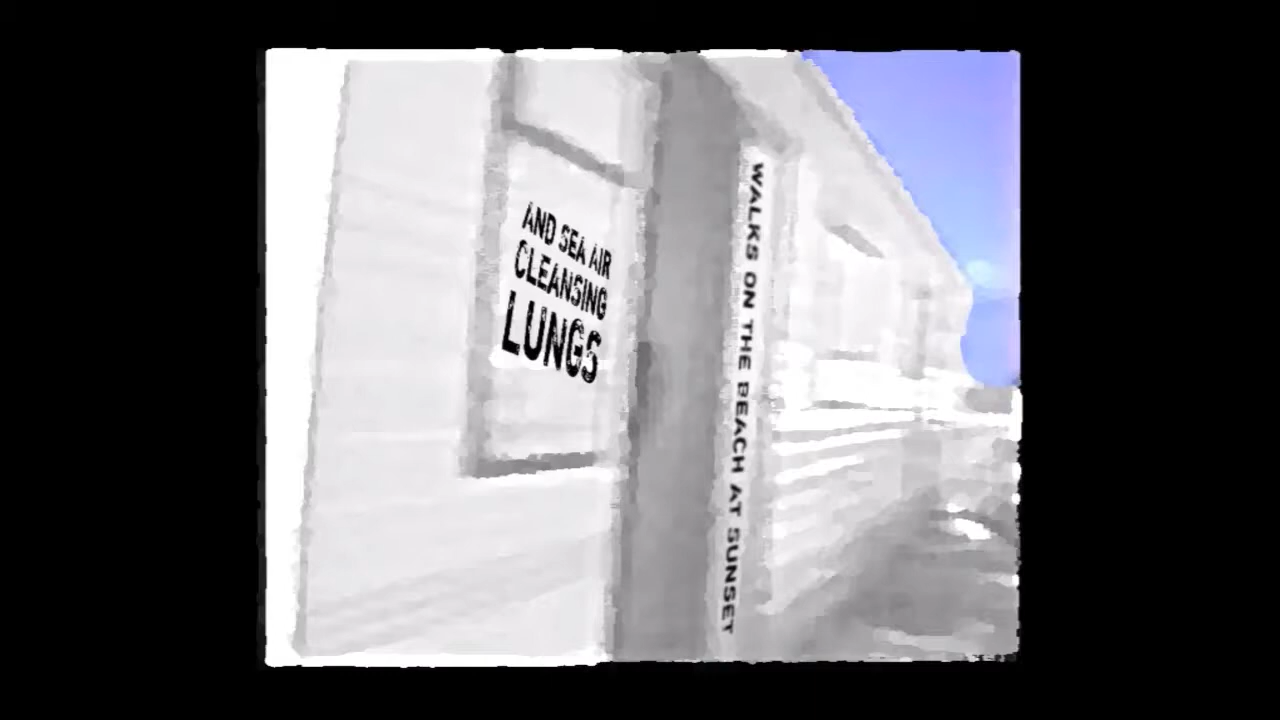 AND SEA AIR
CLEANSING
LUNGS
WALKS ON THE BEACH AT SUNSET